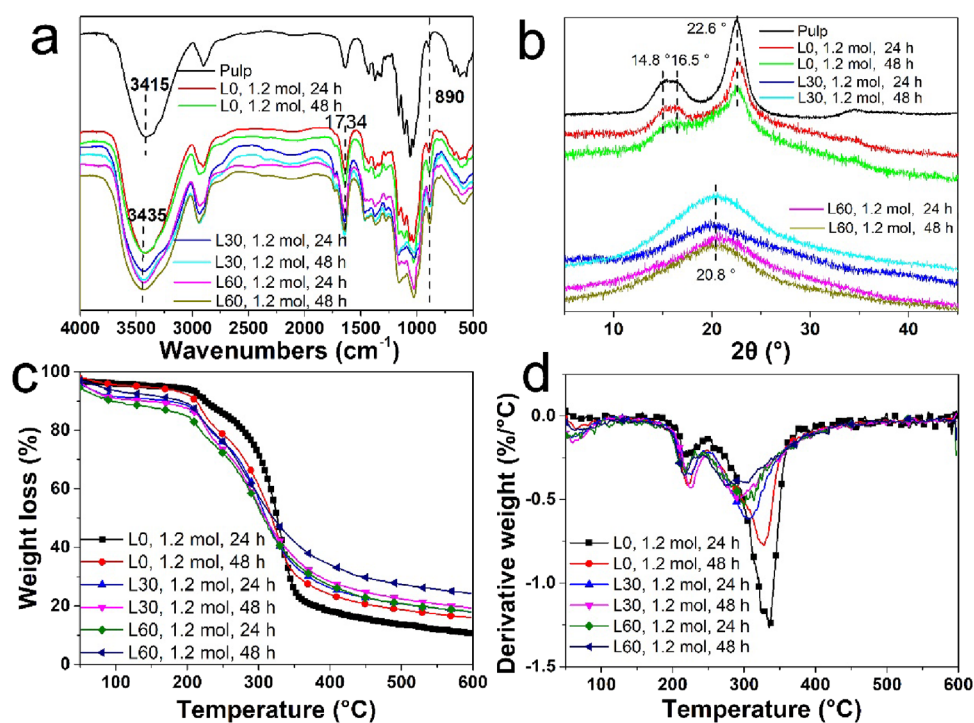 a
3415
Pulp
L0, 1.2 mol, 24 h
L0, 1.2 mol, 48 h
890
1734
3435
L30, 1.2 mol, 24 h
L30, 1.2 mol, 48 h
L60, 1.2 mol, 24 h
L60, 1.2 mol, 48 h
4000 3500 3000 2500 2000 1500 1000 500
Wavenumbers (cm⁻¹)
b
22.6 °
14.8 ° 16.5 °
Pulp
L0, 1.2 mol, 24 h
L0, 1.2 mol, 48 h
L30, 1.2 mol, 24 h
L30, 1.2 mol, 48 h
L60, 1.2 mol, 24 h
L60, 1.2 mol, 48 h
20.8 °
10 20 30 40
2θ (°)
c
Weight loss (%)
100
80
60
40
20
0
L0, 1.2 mol, 24 h
L0, 1.2 mol, 48 h
L30, 1.2 mol, 24 h
L30, 1.2 mol, 48 h
L60, 1.2 mol, 24 h
L60, 1.2 mol, 48 h
100 200 300 400 500 600
Temperature (°C)
d
Derivative weight (%/°C)
0.0
-0.5
-1.0
-1.5
L0, 1.2 mol, 24 h
L0, 1.2 mol, 48 h
L30, 1.2 mol, 24 h
L30, 1.2 mol, 48 h
L60, 1.2 mol, 24 h
L60, 1.2 mol, 48 h
100 200 300 400 500 600
Temperature (°C)